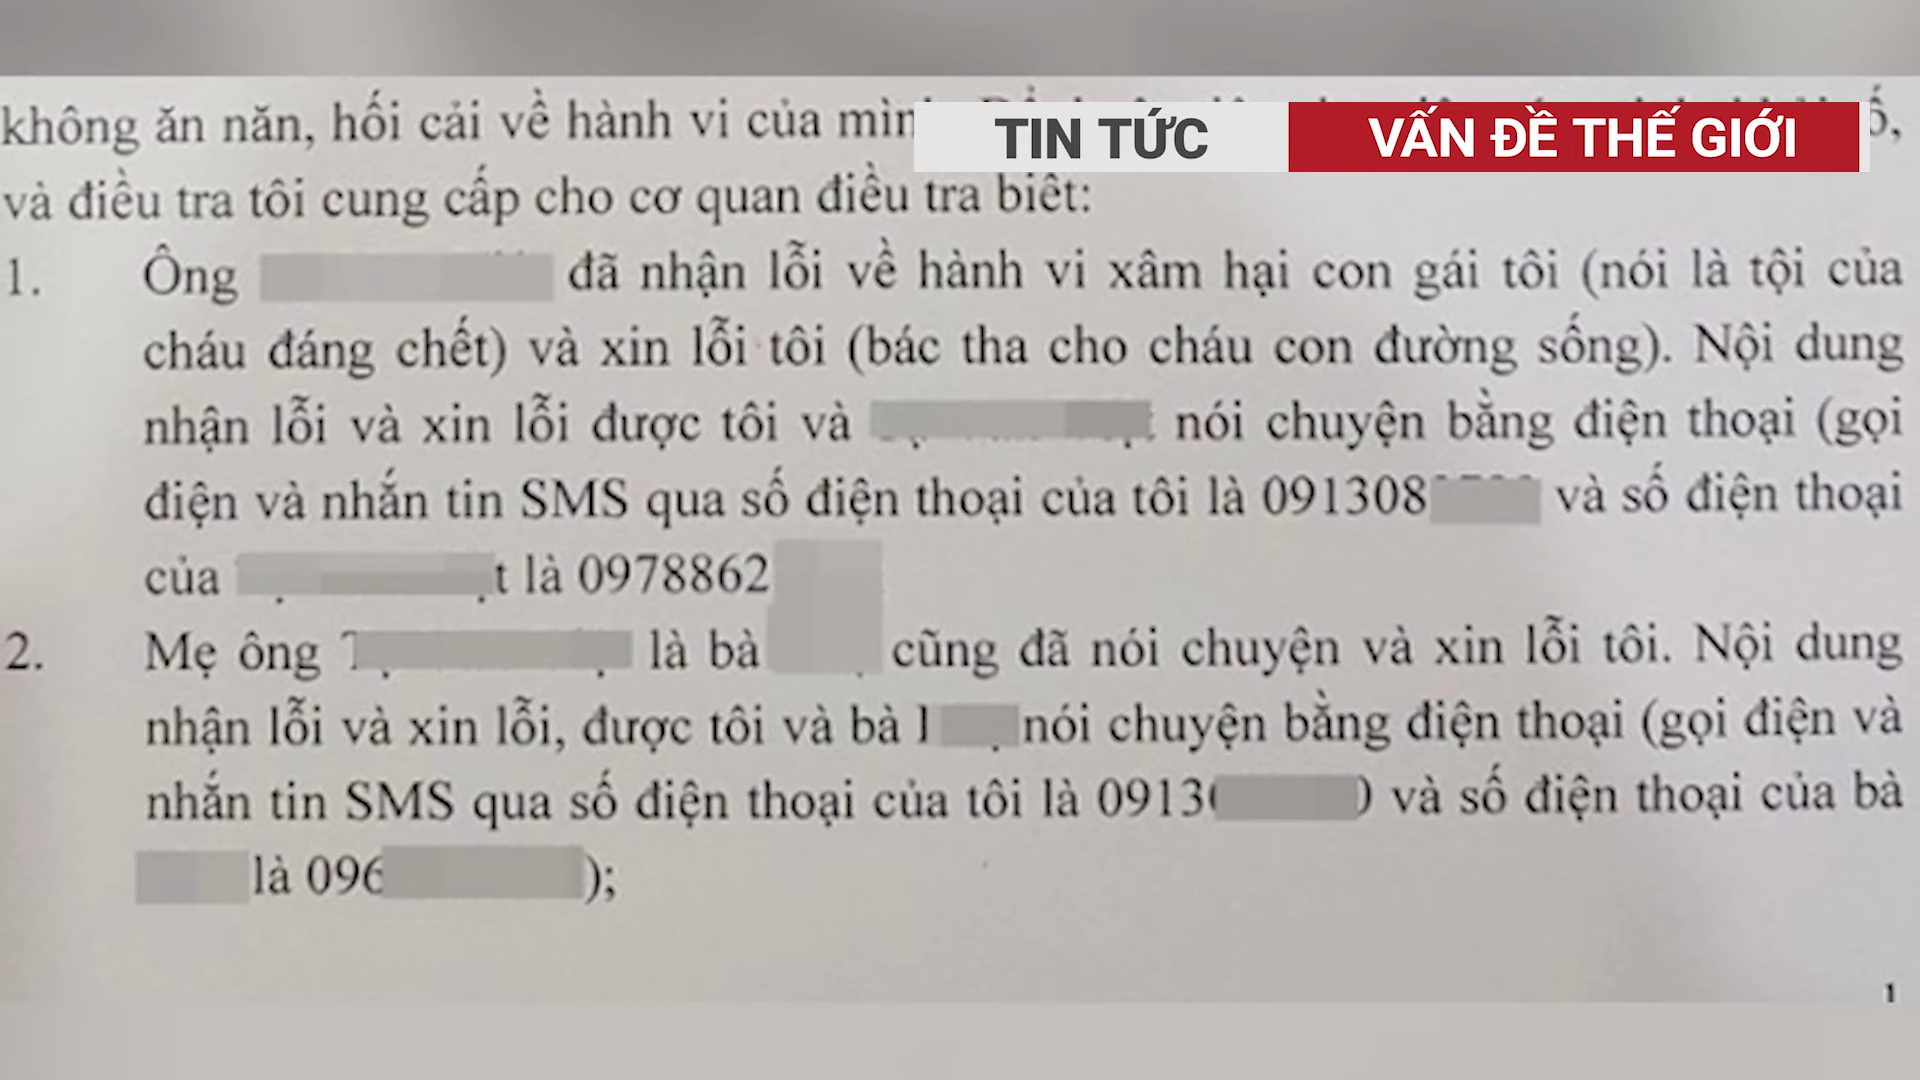 TIN TỨC VẤN ĐỀ THẾ GIỚI
không ăn năn, hối cải về hành vi của
và điều tra tôi cung cấp cho cơ quan điều tra biết:
1. Ông đã nhận lỗi về hành vi xâm hại con gái tôi (nói là tội của
cháu đáng chết) và xin lỗi tôi (bác tha cho cháu con đường sống). Nội dung
nhận lỗi và xin lỗi được tôi và nói chuyện bằng điện thoại (gọi
điện và nhắn tin SMS qua số điện thoại của tôi là 091308 và số điện thoại
của là 0978862
2. Mẹ ông là bà cũng đã nói chuyện và xin lỗi tôi. Nội dung
nhận lỗi và xin lỗi, được tôi và bà nói chuyện bằng điện thoại (gọi điện và
nhắn tin SMS qua số điện thoại của tôi là 0913 và số điện thoại của bà
là 096 );
1